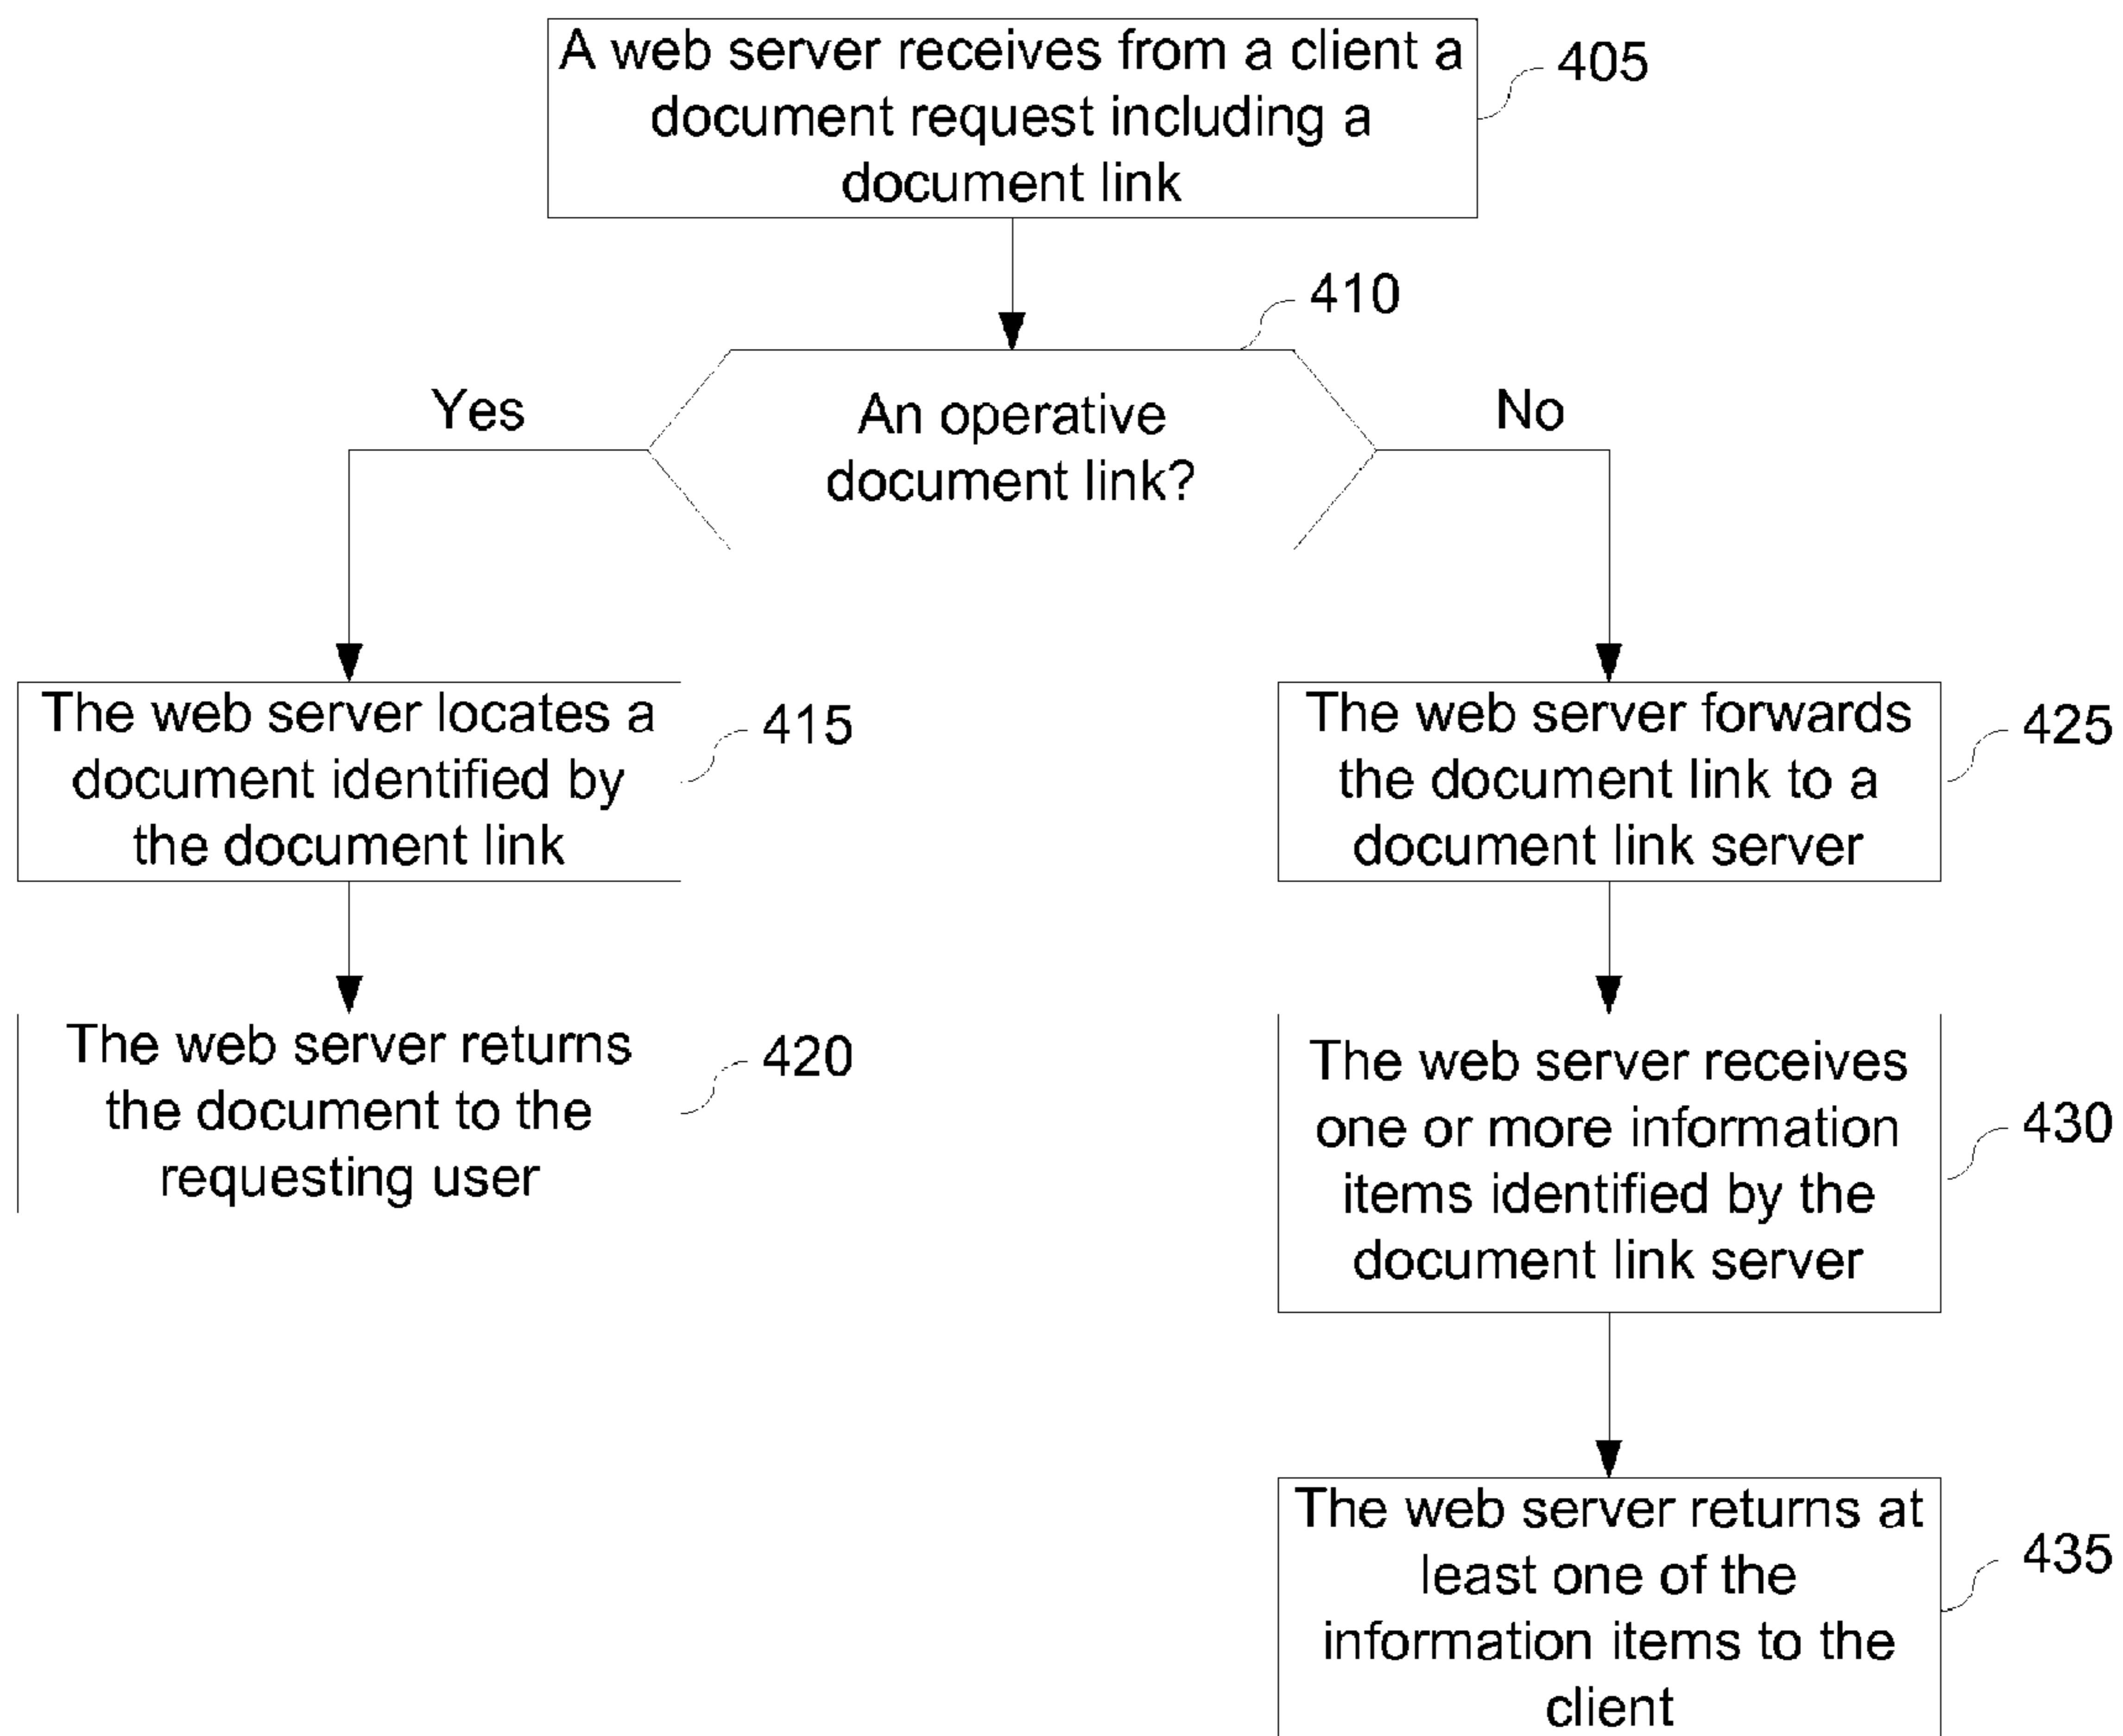 A web server receives from a client a
document request including a
document link
405
410
An operative
document link?
Yes
No
The web server locates a
document identified by
the document link
415
The web server returns
the document to the
requesting user
420
The web server forwards
the document link to a
document link server
425
The web server receives
one or more information
items identified by the
document link server
430
The web server returns at
least one of the
information items to the
client
435